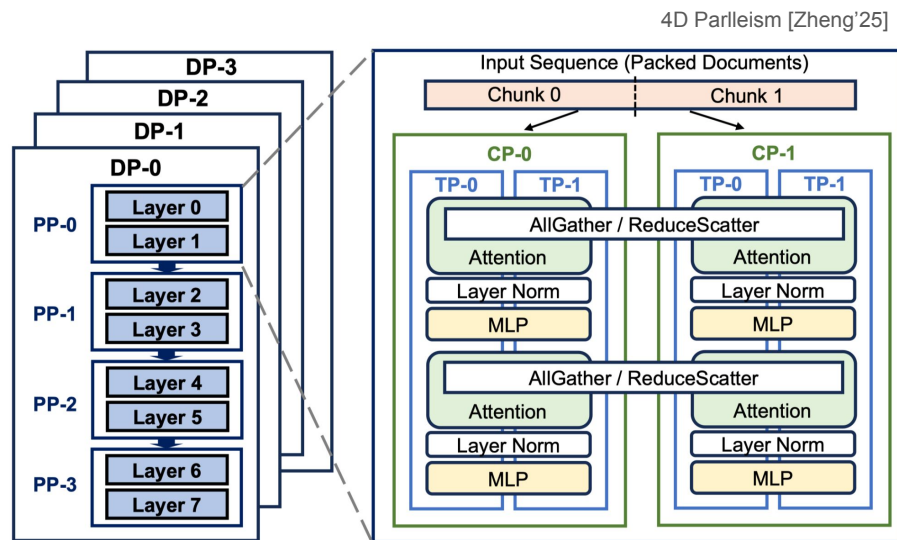 4D Parlleism [Zheng'25]
DP-3
DP-2
DP-1
DP-0
PP-0
Layer 0
Layer 1
PP-1
Layer 2
Layer 3
PP-2
Layer 4
Layer 5
PP-3
Layer 6
Layer 7
Input Sequence (Packed Documents)
Chunk 0
Chunk 1
CP-0
CP-1
TP-0
TP-1
TP-0
TP-1
AllGather / ReduceScatter
Attention
Attention
Layer Norm
Layer Norm
MLP
MLP
AllGather / ReduceScatter
Attention
Attention
Layer Norm
Layer Norm
MLP
MLP